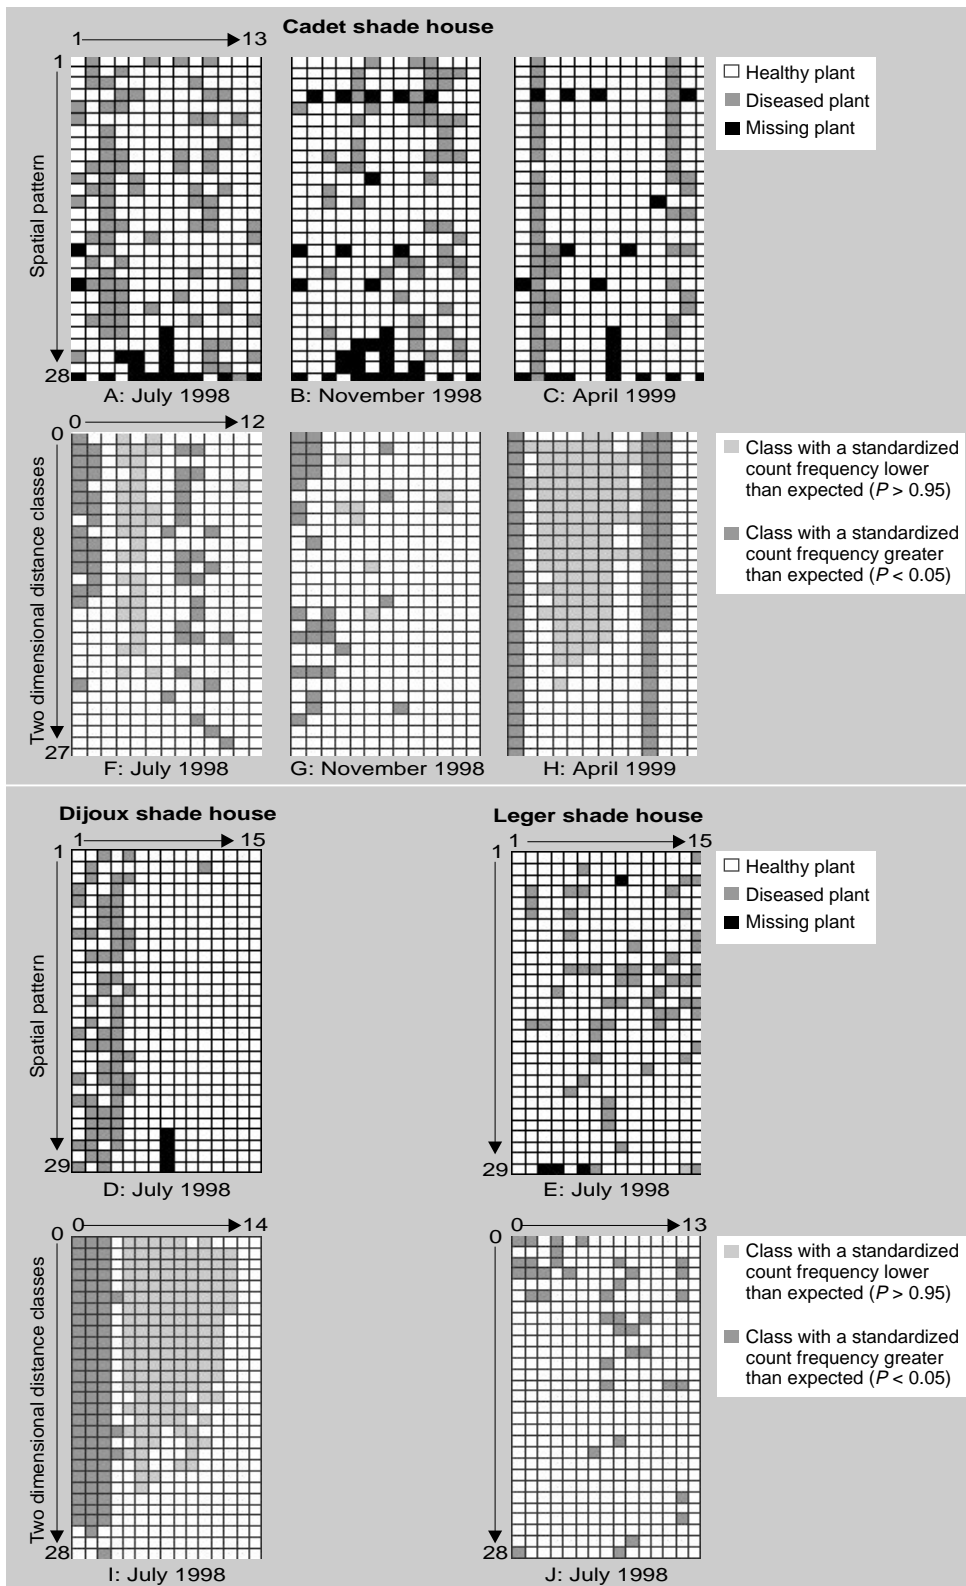 Cadet shade house
1 13
1
28
Spatial pattern
Healthy plant
Diseased plant
Missing plant
A: July 1998
B: November 1998
C: April 1999
0 12
0
27
Two dimensional distance classes
Class with a standardized
count frequency lower
than expected (P > 0.95)
Class with a standardized
count frequency greater
than expected (P < 0.05)
F: July 1998
G: November 1998
H: April 1999
Dijoux shade house
1 15
1
29
Spatial pattern
D: July 1998
Leger shade house
1 15
1
29
E: July 1998
Healthy plant
Diseased plant
Missing plant
0 14
0
28
Two dimensional distance classes
I: July 1998
0 13
0
28
J: July 1998
Class with a standardized
count frequency lower
than expected (P > 0.95)
Class with a standardized
count frequency greater
than expected (P < 0.05)